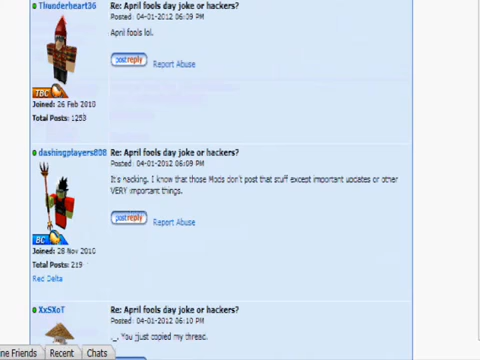 Thunderheart36 Re: April fools day joke or hackers?
Posted: 04-01-2012 06:09 PM
April fools lol.
postreply Report Abuse
TBC
Joined: 26 Feb 2010
Total Posts: 1253
dashingplayers808 Re: April fools day joke or hackers?
Posted: 04-01-2012 06:09 PM
It's hacking. I know that those Mods don't post that stuff except important updates or other
VERY important things.
postreply Report Abuse
BC
Joined: 28 Nov 2010
Total Posts: 219
Red Delta
XxSXoT Re: April fools day joke or hackers?
Posted: 04-01-2012 06:10 PM
._. You just copied my thread.
ne Friends Recent Chats